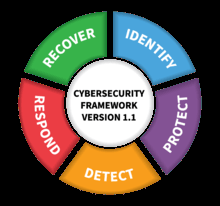 RECOVER
IDENTIFY
PROTECT
DETECT
RESPOND
CYBERSECURITY
FRAMEWORK
VERSION 1.1